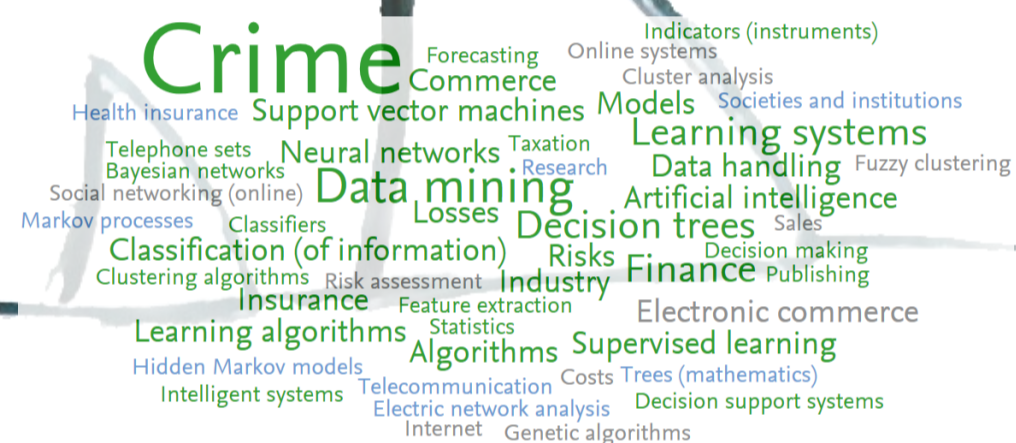 Crime
Indicators (instruments)
Forecasting
Online systems
Commerce
Cluster analysis
Health insurance
Support vector machines
Models
Societies and institutions
Learning systems
Telephone sets
Neural networks
Taxation
Bayesian networks
Research
Data handling
Fuzzy clustering
Social networking (online)
Data mining
Artificial intelligence
Markov processes
Classifiers
Losses
Decision trees
Sales
Classification (of information)
Risks
Decision making
Clustering algorithms
Risk assessment
Industry
Finance
Publishing
Insurance
Feature extraction
Electronic commerce
Learning algorithms
Statistics
Algorithms
Supervised learning
Hidden Markov models
Telecommunication
Costs
Trees (mathematics)
Intelligent systems
Electric network analysis
Decision support systems
Internet
Genetic algorithms